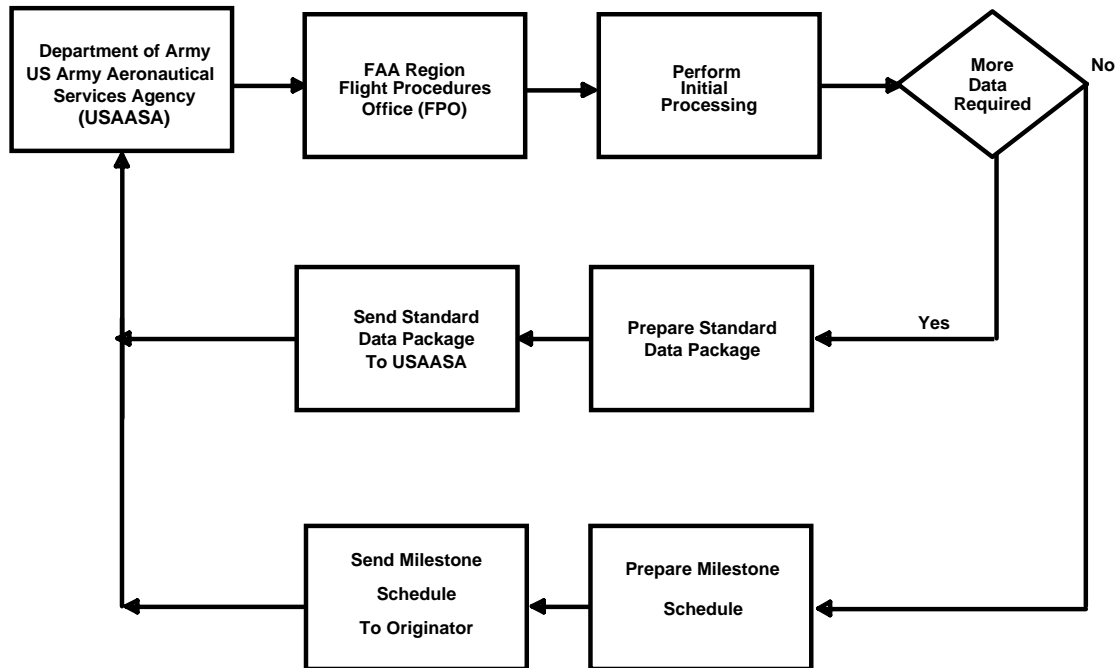 Department of Army
US Army Aeronautical
Services Agency
(USAASA)
FAA Region
Flight Procedures
Office (FPO)
Perform
Initial
Processing
More
Data
Required
No
Send Standard
Data Package
To USAASA
Prepare Standard
Data Package
Yes
Send Milestone
Schedule
To Originator
Prepare Milestone
Schedule